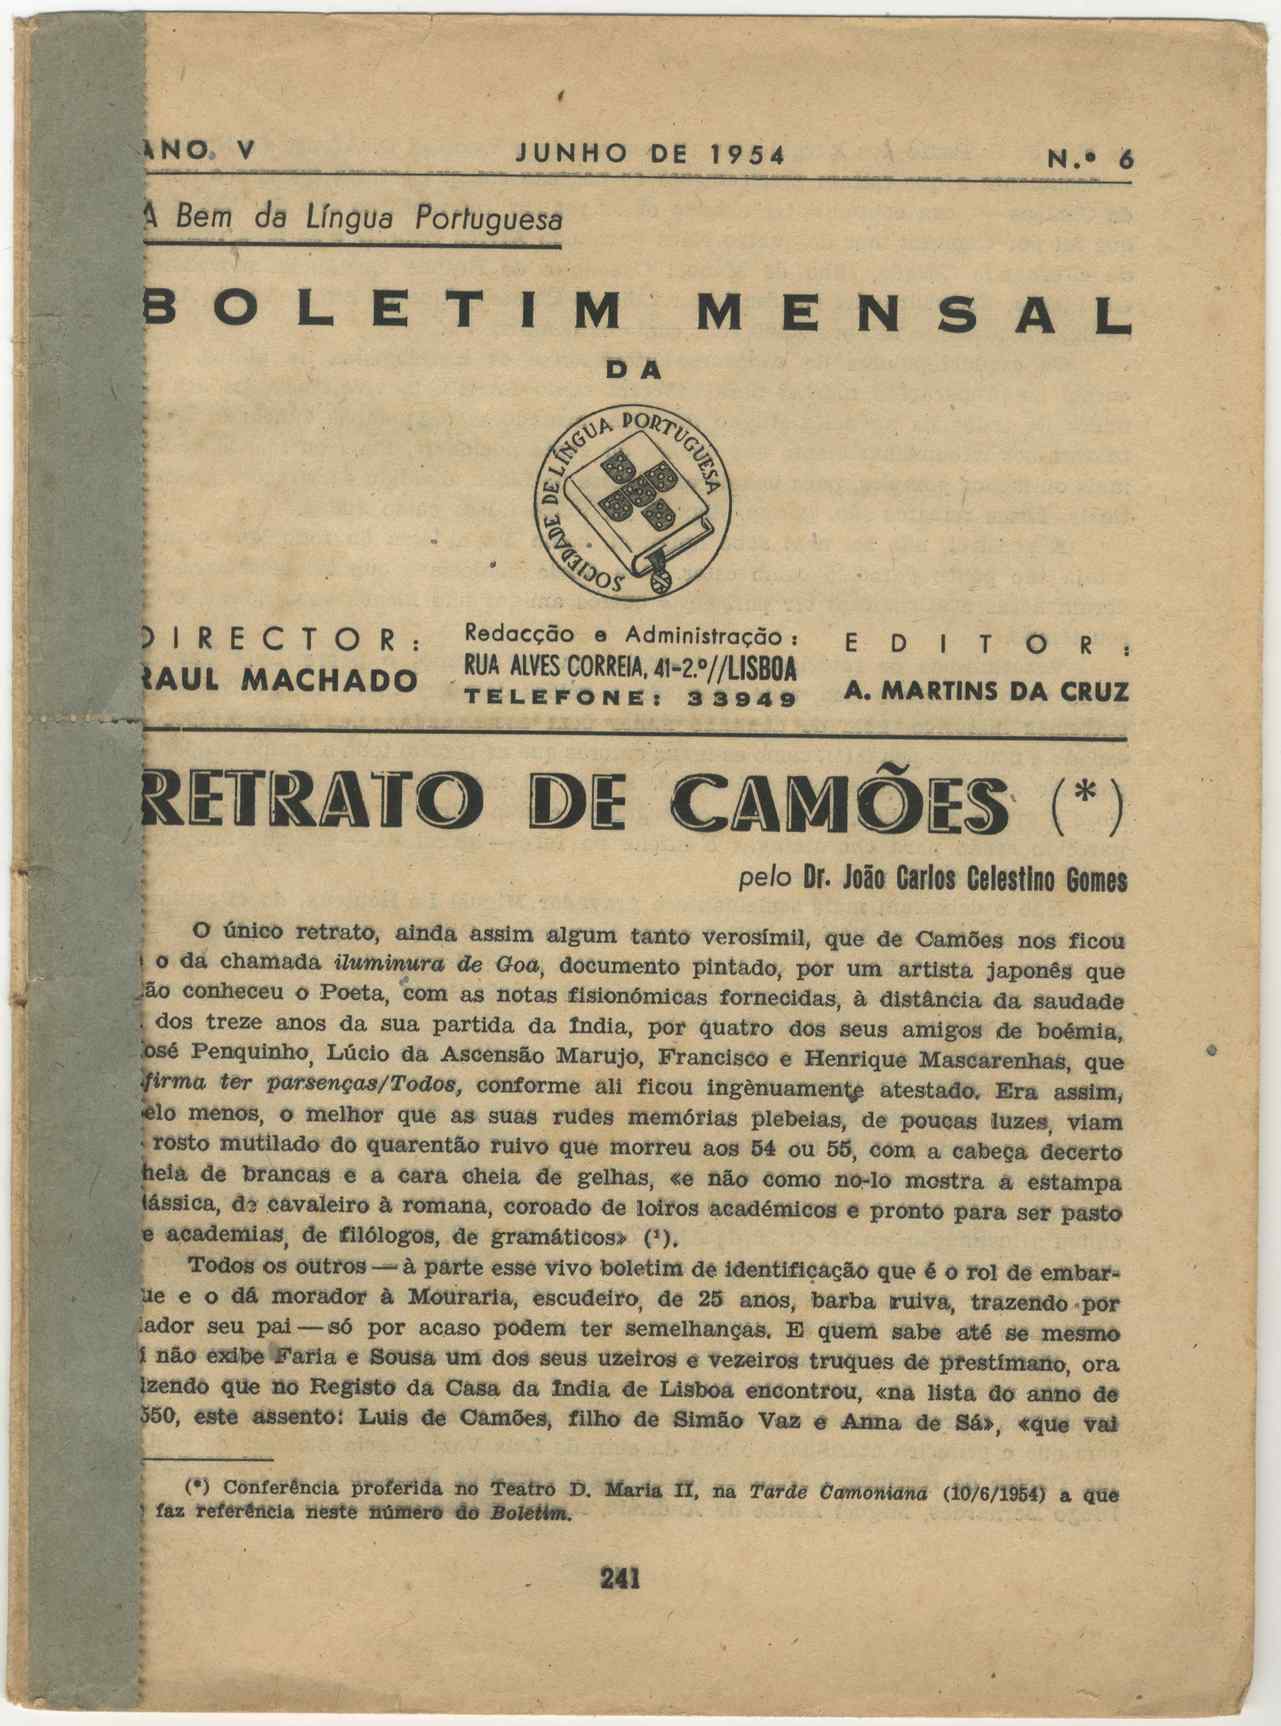 ANO V JUNHO DE 1954 N.º 6
A Bem da Língua Portuguesa
BOLETIM MENSAL
DA
SOCIEDADE DE LÍNGUA PORTUGUESA
DIRECTOR: Redacção e Administração: EDITOR:
RAUL MACHADO RUA ALVES CORREIA, 41-2.º//LISBOA A. MARTINS DA CRUZ
TELEFONE: 33949
RETRATO DE CAMÕES (*)
pelo Dr. João Carlos Celestino Gomes
O único retrato, ainda assim algum tanto verosímil, que de Camões nos ficou
o da chamada iluminura de Goa, documento pintado, por um artista japonês que
ão conheceu o Poeta, com as notas fisionómicas fornecidas, à distância da saudade
dos treze anos da sua partida da Índia, por quatro dos seus amigos de boémia,
osé Penquinho, Lúcio da Ascensão Marujo, Francisco e Henrique Mascarenhas, que
firma ter parsenças/Todos, conforme ali ficou ingènuamente atestado. Era assim,
elo menos, o melhor que as suas rudes memórias plebeias, de poucas luzes, viam
rosto mutilado do quarentão ruivo que morreu aos 54 ou 55, com a cabeça decerto
heia de brancas e a cara cheia de gelhas, «e não como no-lo mostra a estampa
lássica, de cavaleiro à romana, coroado de loiros académicos e pronto para ser pasto
e academias, de filólogos, de gramáticos» (¹).
Todos os outros — à parte esse vivo boletim de identificação que é o rol de embar-
ue e o dá morador à Mouraria, escudeiro, de 25 anos, barba ruiva, trazendo por
iador seu pai — só por acaso podem ter semelhanças. E quem sabe até se mesmo
í não exibe Faria e Sousa um dos seus uzeiros e vezeiros truques de prestímano, ora
izendo que no Registo da Casa da Índia de Lisboa encontrou, «na lista do anno de
550, este assento: Luis de Camões, filho de Simão Vaz e Anna de Sá», «que vai
(*) Conferência proferida no Teatro D. Maria II, na Tarde Camoniana (10/6/1954) a que
faz referência neste número do Boletim.
241